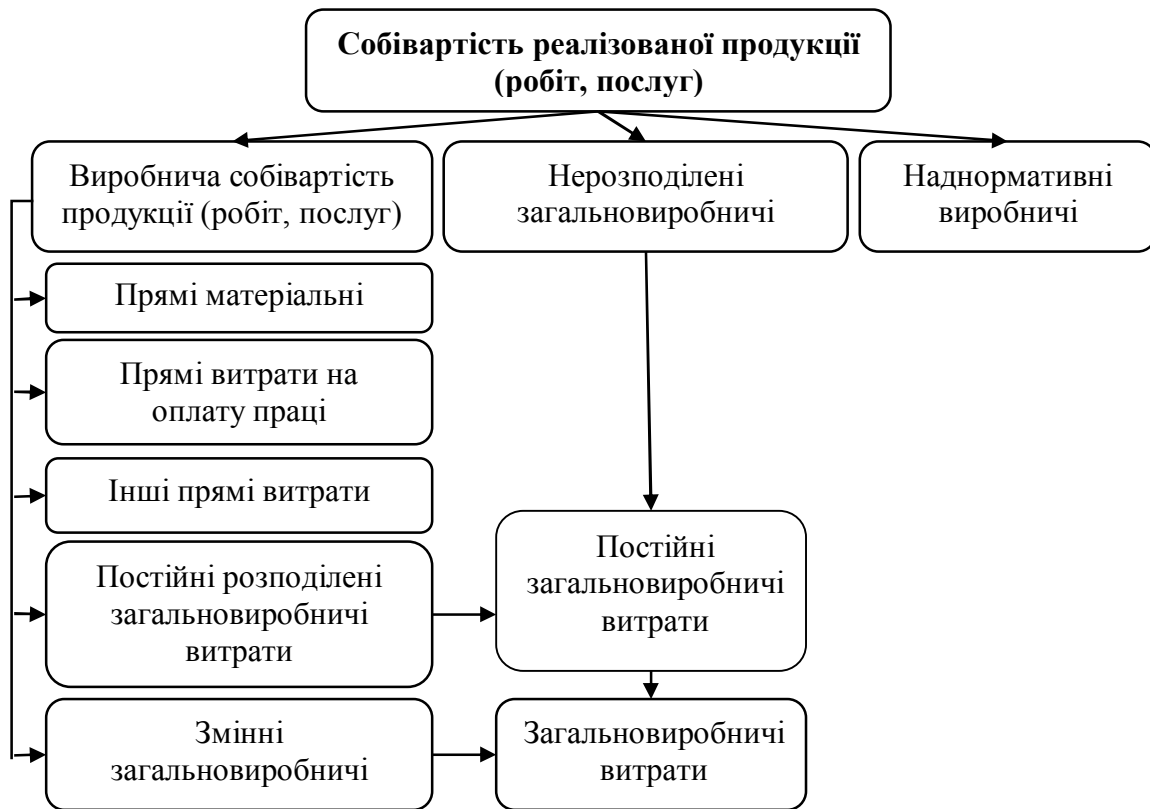 Собівартість реалізованої продукції
(робіт, послуг)
Виробнича собівартість
продукції (робіт, послуг)
Нерозподілені
загальновиробничі
Наднормативні
виробничі
Прямі матеріальні
Прямі витрати на
оплату праці
Інші прямі витрати
Постійні розподілені
загальновиробничі
витрати
Постійні
загальновиробничі
витрати
Змінні
загальновиробничі
Загальновиробничі
витрати